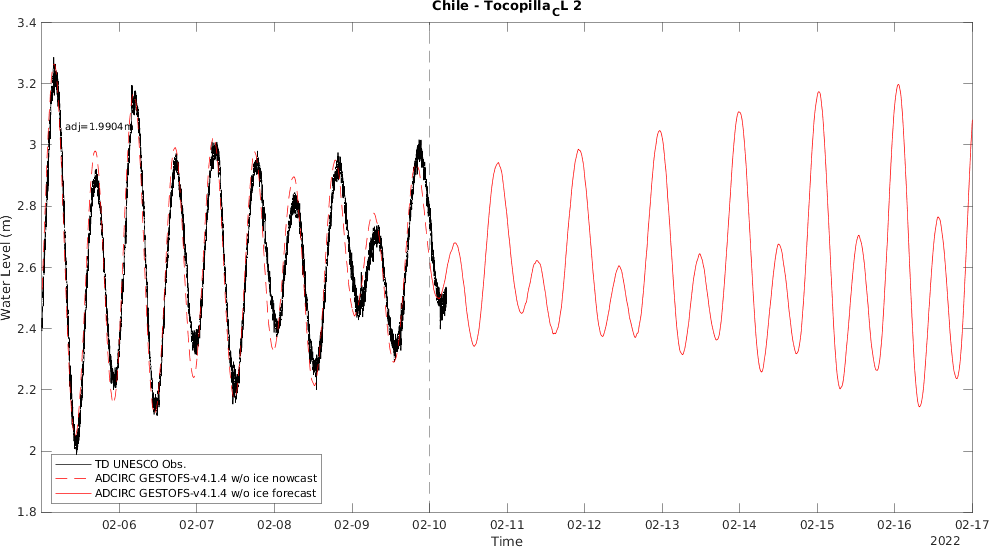 Chile - Tocopilla_CL 2
3.4
3.2
3
2.8
2.6
2.4
2.2
2
1.8
Water Level (m)
adj=1.9904m
TD UNESCO Obs.
ADCIRC GESTOFS-v4.1.4 w/o ice nowcast
ADCIRC GESTOFS-v4.1.4 w/o ice forecast
02-06 02-07 02-08 02-09 02-10 02-11 02-12 02-13 02-14 02-15 02-16 02-17
Time
2022